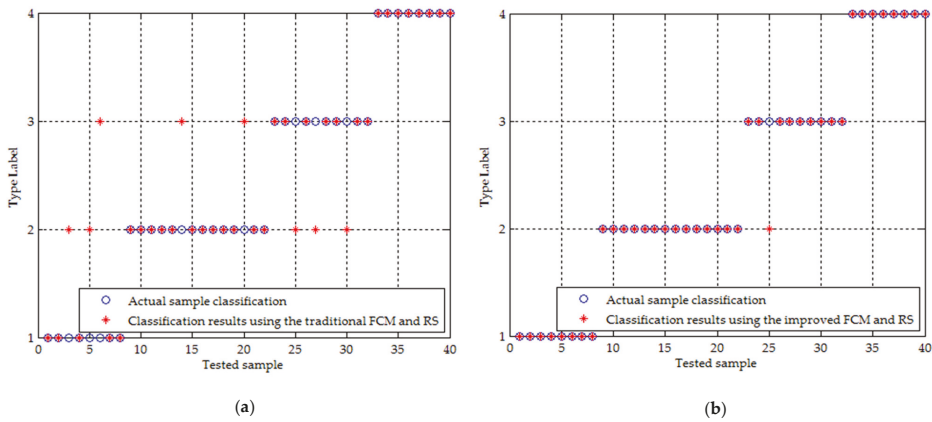 4
3
2
1
Type Label
Actual sample classification
Classification results using the traditional FCM and RS
0 5 10 15 20 25 30 35 40
Tested sample
(a)
4
3
2
1
Type Label
Actual sample classification
Classification results using the improved FCM and RS
0 5 10 15 20 25 30 35 40
Tested sample
(b)